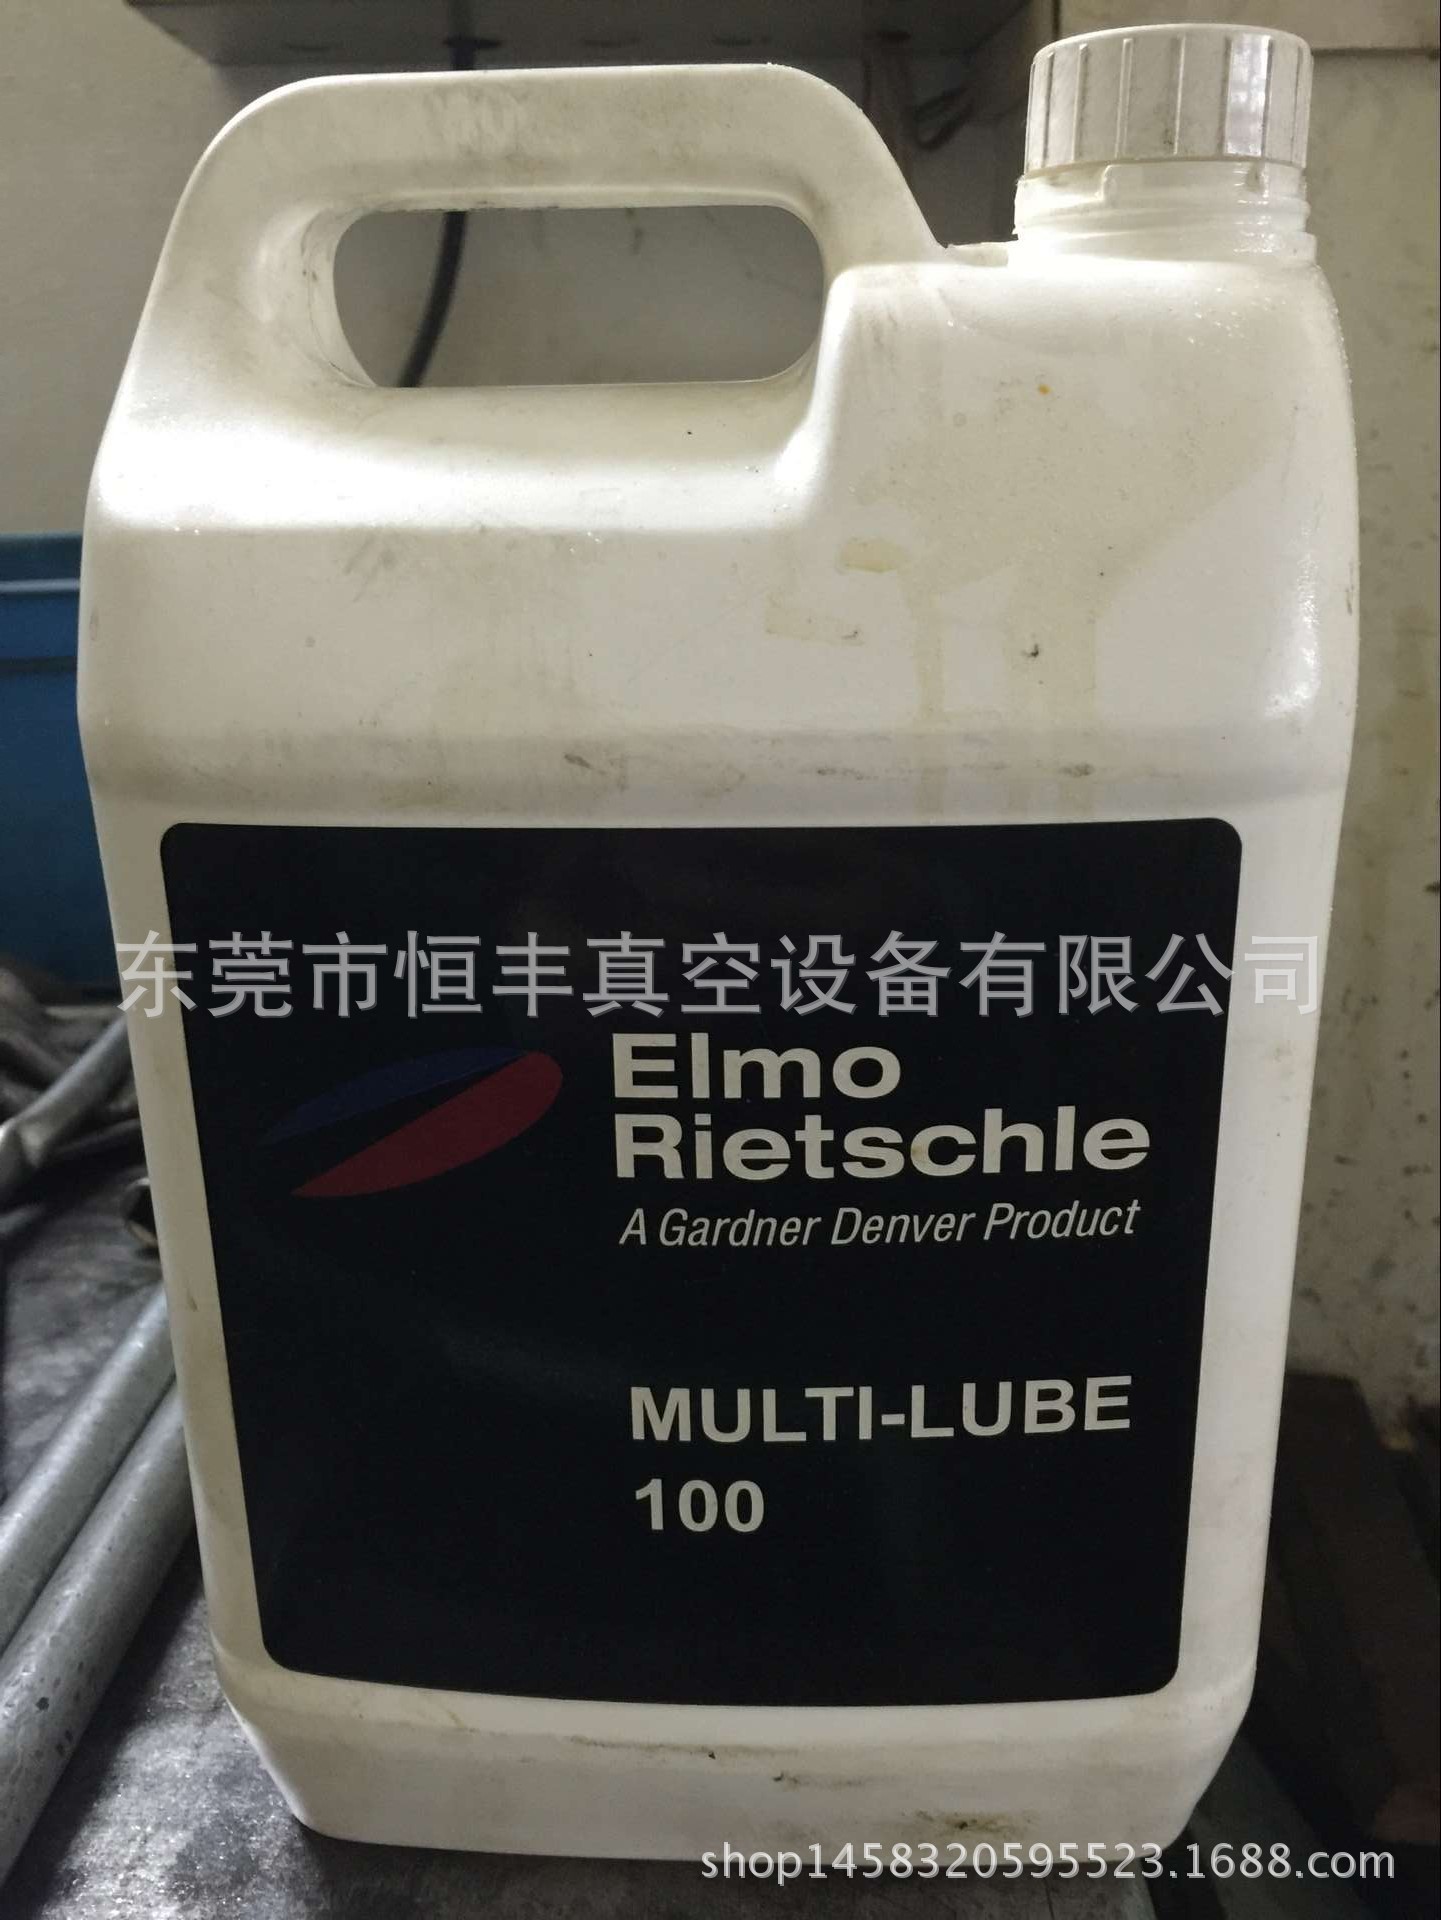 东莞市恒丰真空设备有限公司
Elmo
Rietschle
A Gardner Denver Product
MULTI-LUBE
100
shop1458320595523.1688.com